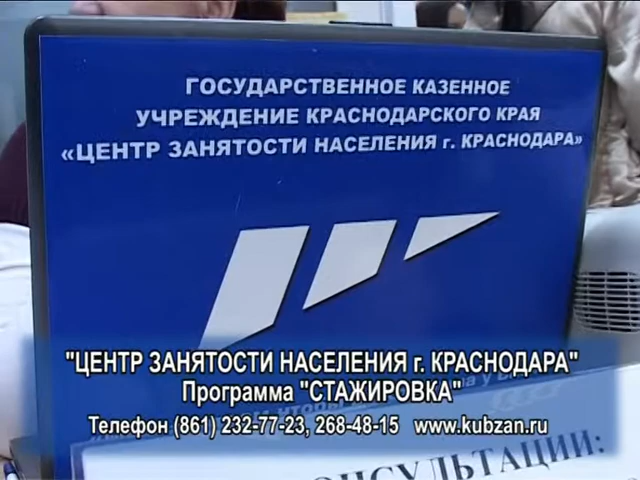 ГОСУДАРСТВЕННОЕ КАЗЕННОЕ
УЧРЕЖДЕНИЕ КРАСНОДАРСКОГО КРАЯ
«ЦЕНТР ЗАНЯТОСТИ НАСЕЛЕНИЯ г. КРАСНОДАРА»
"ЦЕНТР ЗАНЯТОСТИ НАСЕЛЕНИЯ г. КРАСНОДАРА"
Программа "СТАЖИРОВКА"
Телефон (861) 232-77-23, 268-48-15 www.kubzan.ru